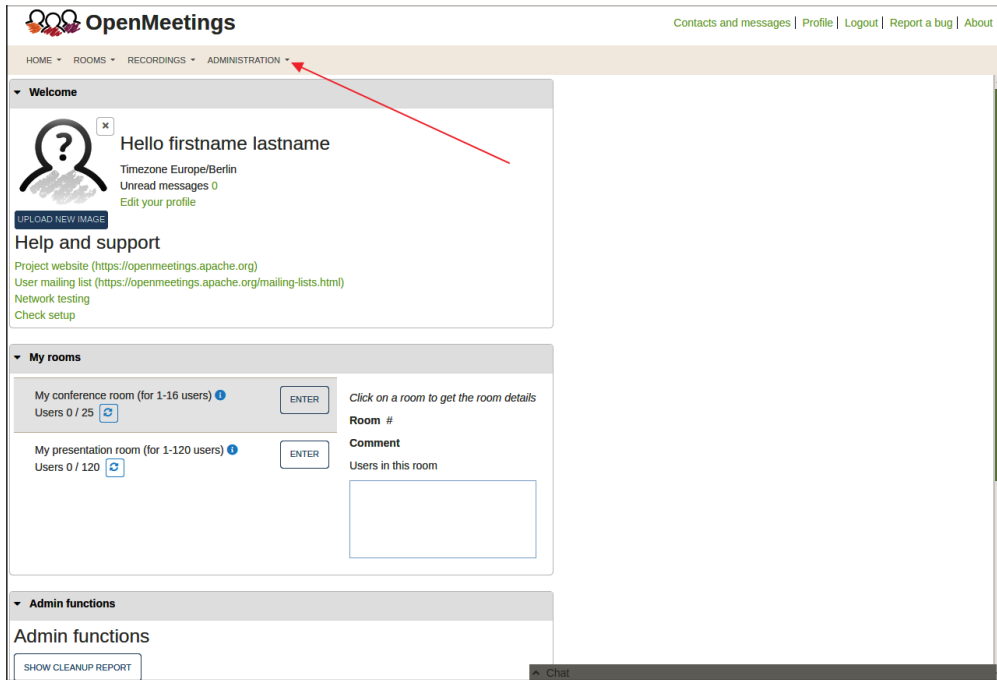 OpenMeetings
Contacts and messages | Profile | Logout | Report a bug | About
HOME ROOMS RECORDINGS ADMINISTRATION
Welcome
Hello firstname lastname
Timezone Europe/Berlin
Unread messages 0
Edit your profile
UPLOAD NEW IMAGE
Help and support
Project website (https://openmeetings.apache.org)
User mailing list (https://openmeetings.apache.org/mailing-lists.html)
Network testing
Check setup
My rooms
My conference room (for 1-16 users)
Users 0 / 25
ENTER
My presentation room (for 1-120 users)
Users 0 / 120
ENTER
Click on a room to get the room details
Room #
Comment
Users in this room
Admin functions
Admin functions
SHOW CLEANUP REPORT
Chat